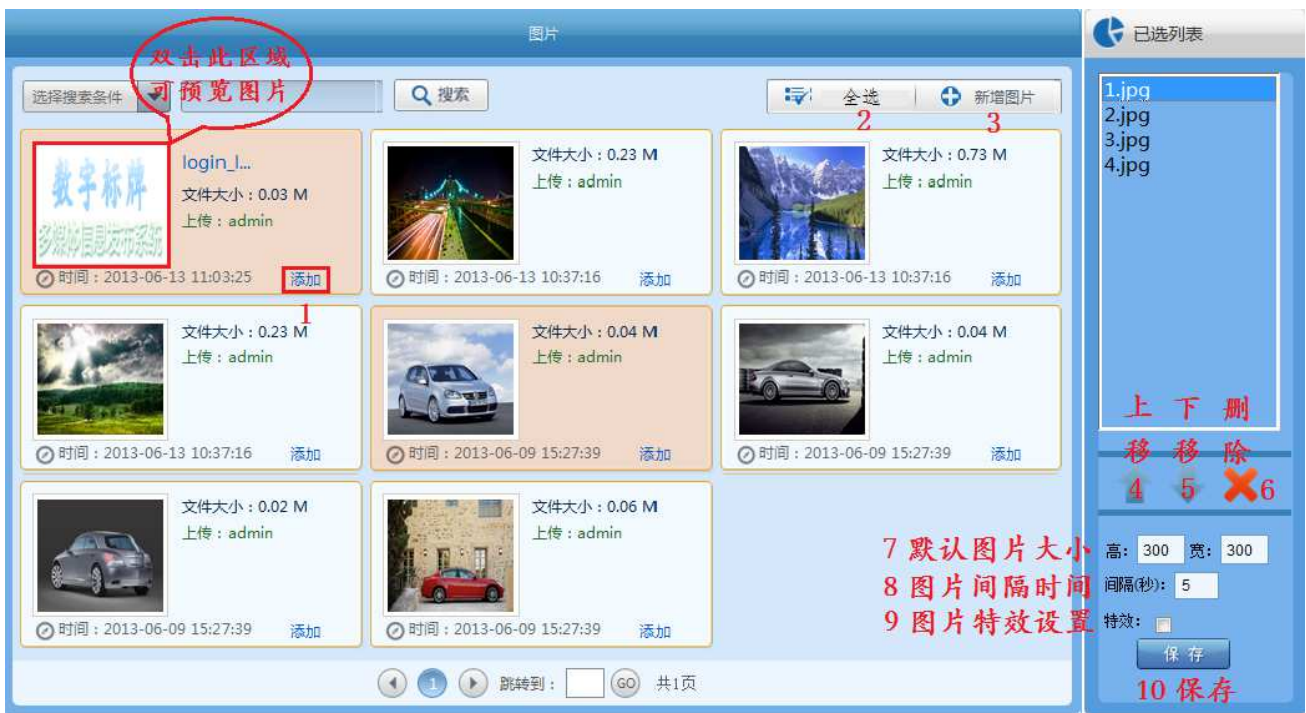 图片
已选列表
双击此区域
可预览图片
选择搜素条件
搜索
全选
新增图片
2
3
1.jpg
2.jpg
3.jpg
4.jpg
数字标牌
多媒体信息发布系统
login_l...
文件大小：0.03 M
上传：admin
时间：2013-06-13 11:03:25
添加
1
文件大小：0.23 M
上传：admin
时间：2013-06-13 10:37:16
添加
文件大小：0.73 M
上传：admin
时间：2013-06-13 10:37:16
添加
文件大小：0.23 M
上传：admin
时间：2013-06-13 10:37:16
添加
文件大小：0.04 M
上传：admin
时间：2013-06-09 15:27:39
添加
文件大小：0.04 M
上传：admin
时间：2013-06-09 15:27:39
添加
文件大小：0.02 M
上传：admin
时间：2013-06-09 15:27:39
添加
文件大小：0.06 M
上传：admin
时间：2013-06-09 15:27:39
添加
上移
下移
删除
4
5
6
7 默认图片大小
高: 300 宽: 300
8 图片间隔时间
间隔(秒): 5
9 图片特效设置
特效:
保存
10 保存
1
跳转到：
GO
共1页